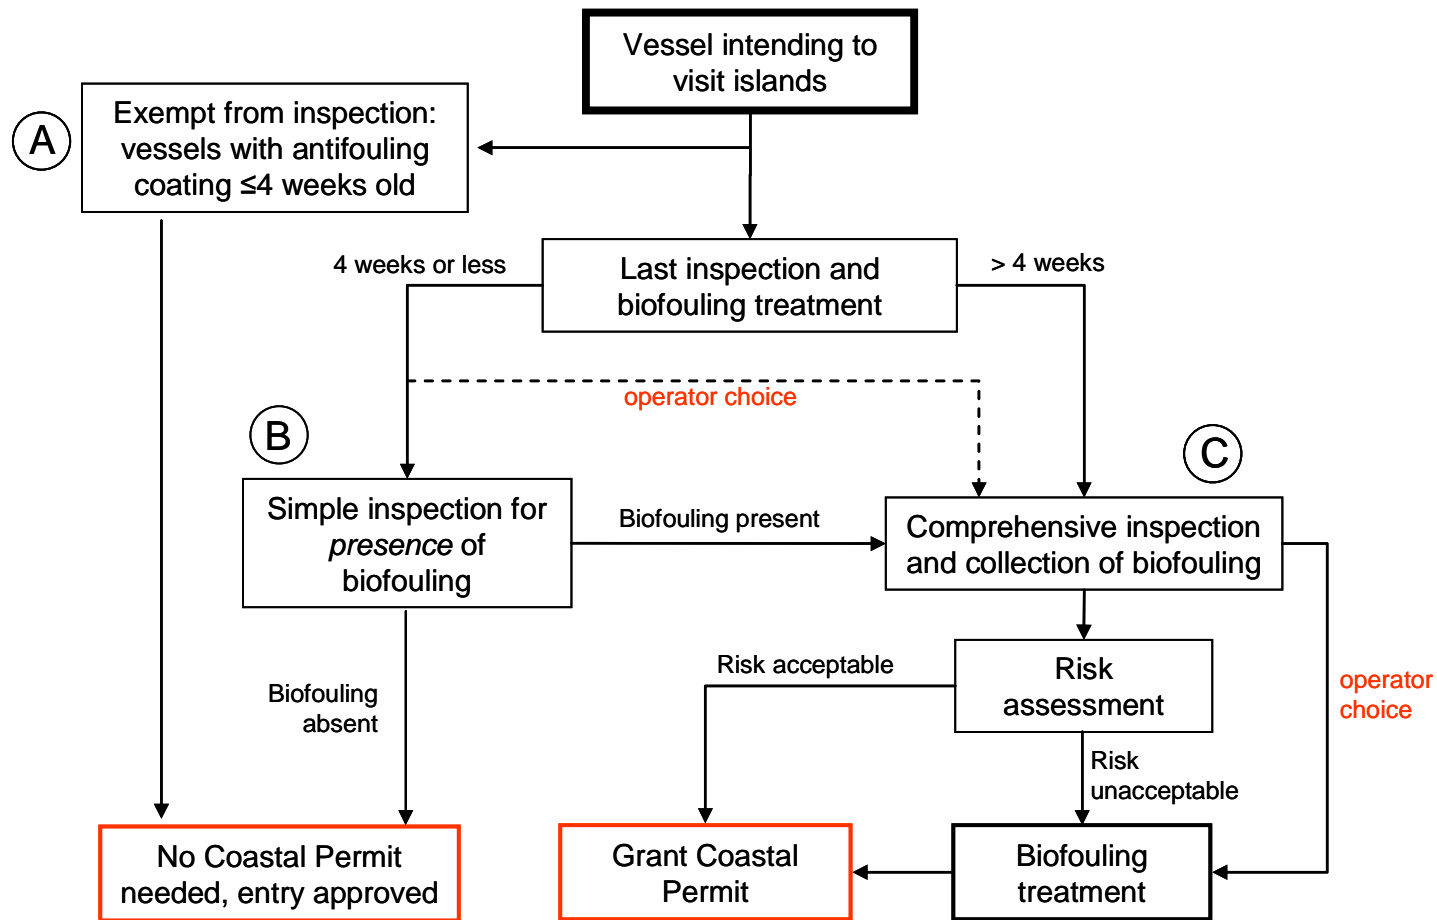 Vessel intending to
visit islands
A
Exempt from inspection:
vessels with antifouling
coating ≤4 weeks old
4 weeks or less
Last inspection and
biofouling treatment
> 4 weeks
operator choice
B
C
Simple inspection for
presence of
biofouling
Biofouling present
Comprehensive inspection
and collection of biofouling
Biofouling
absent
Risk acceptable
Risk
assessment
operator
choice
Risk
unacceptable
No Coastal Permit
needed, entry approved
Grant Coastal
Permit
Biofouling
treatment